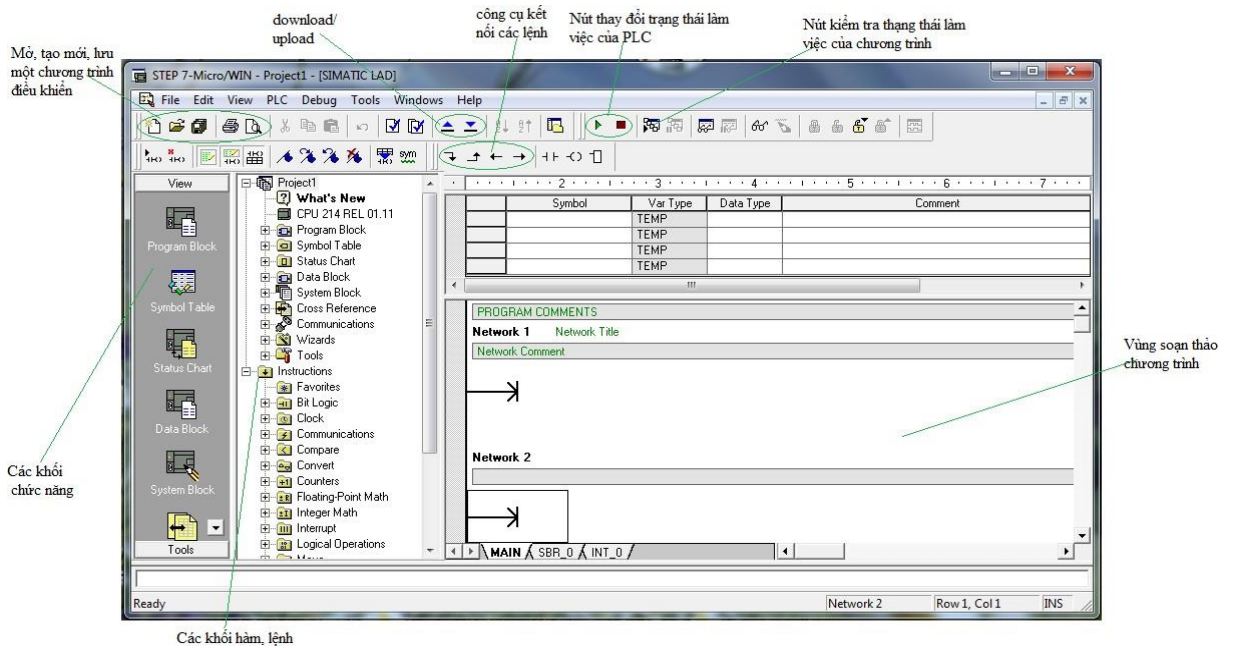 download/
upload
công cụ kết
nối các lệnh
Nút thay đổi trạng thái làm
việc của PLC
Nút kiểm tra thạng thái làm
việc của chương trình
Mở, tạo mới, lưu
một chương trình
điều khiển
STEP 7-Micro/WIN - Project1 - [SIMATIC LAD]
File Edit View PLC Debug Tools Windows Help
sym
View
Program Block
Symbol Table
Status Chart
Data Block
System Block
Tools
Project1
What's New
CPU 214 REL 01.11
Program Block
Symbol Table
Status Chart
Data Block
System Block
Cross Reference
Communications
Wizards
Tools
Instructions
Favorites
Bit Logic
Clock
Communications
Compare
Convert
Counters
Floating-Point Math
Integer Math
Interrupt
Logical Operations
2 3 4 5 6 7
Symbol Var Type Data Type Comment
TEMP
TEMP
TEMP
TEMP
PROGRAM COMMENTS
Network 1 Network Title
Network Comment
Network 2
MAIN SBR_0 INT_0
Ready Network 2 Row 1, Col 1 INS
Vùng soạn thảo
chương trình
Các khối
chức năng
Các khối hàm, lệnh